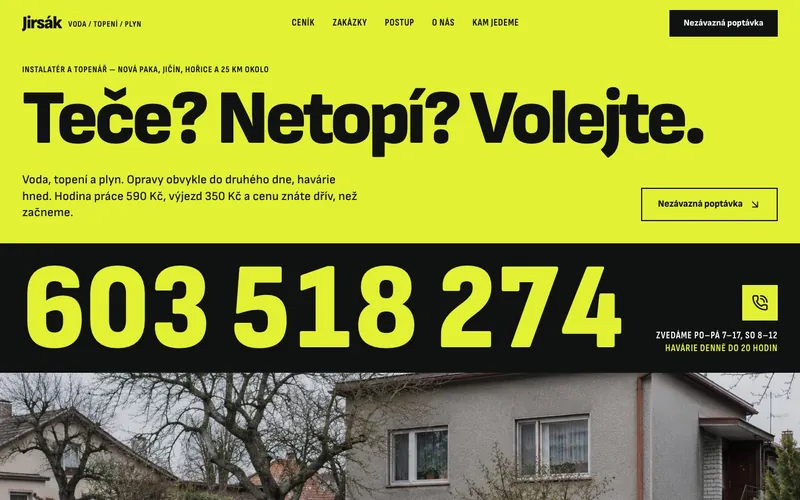 Jirsák VODA / TOPENÍ / PLYN
CENÍK ZAKÁZKY POSTUP O NÁS KAM JEDEME
Nezávazná poptávka
INSTALATÉR A TOPENÁŘ — NOVÁ PAKA, JIČÍN, HOŘICE A 25 KM OKOLO
Teče? Netopí? Volejte.
Voda, topení a plyn. Opravy obvykle do druhého dne, havárie
hned. Hodina práce 590 Kč, výjezd 350 Kč a cenu znáte dřív, než
začneme.
Nezávazná poptávka
603 518 274
ZVEDÁME PO–PÁ 7–17, SO 8–12
HAVÁRIE DENNĚ DO 20 HODIN